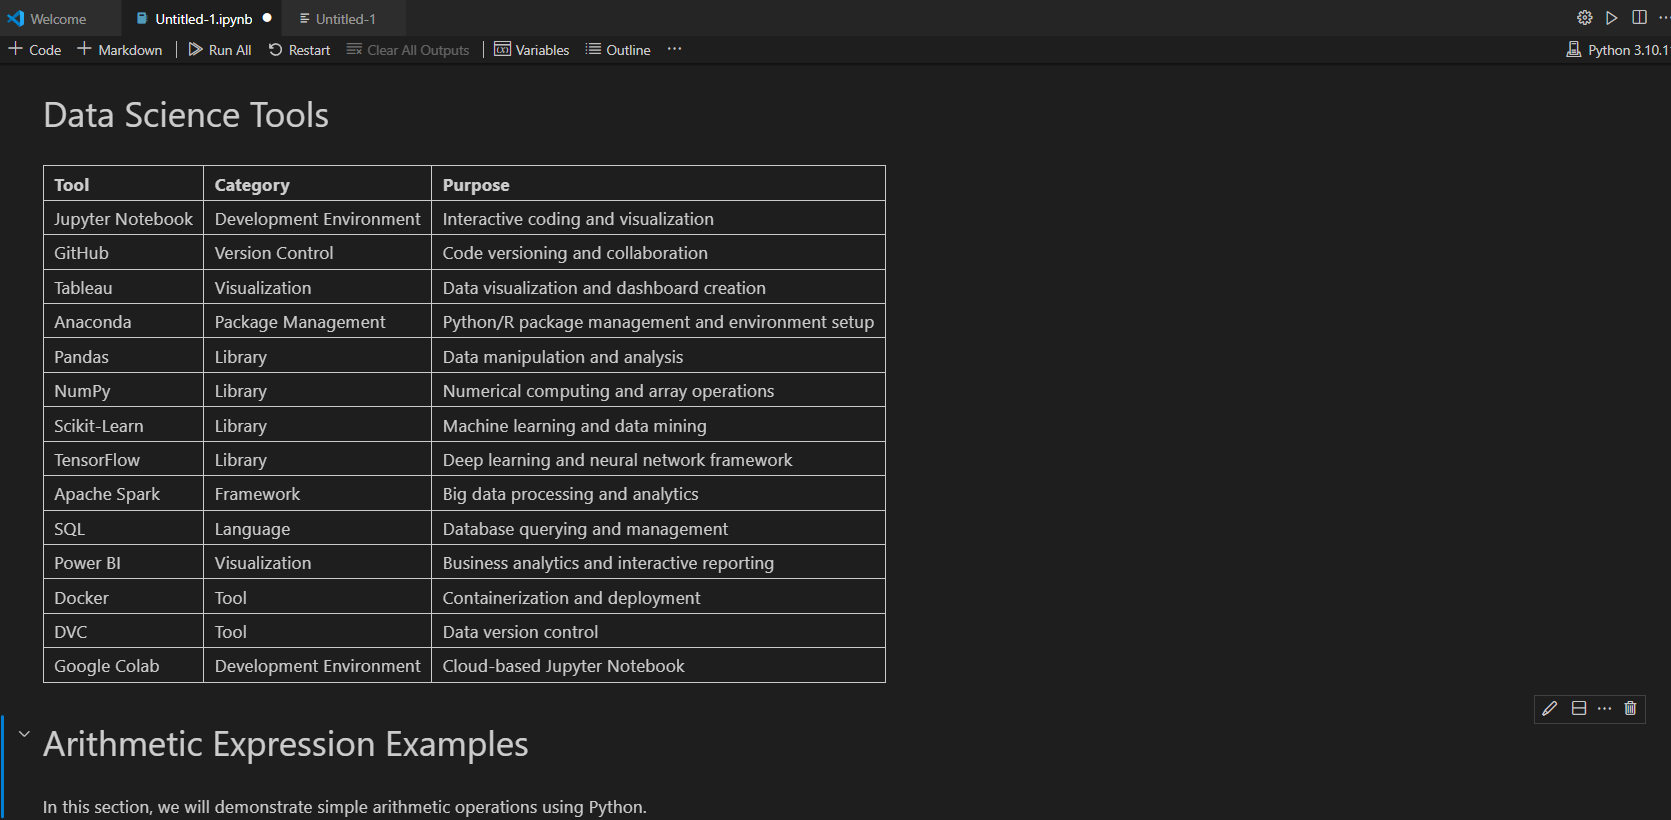 Welcome Untitled-1.ipynb Untitled-1
Code Markdown Run All Restart Clear All Outputs Variables Outline ... Python 3.10.1
Data Science Tools
Tool Category Purpose
Jupyter Notebook Development Environment Interactive coding and visualization
GitHub Version Control Code versioning and collaboration
Tableau Visualization Data visualization and dashboard creation
Anaconda Package Management Python/R package management and environment setup
Pandas Library Data manipulation and analysis
NumPy Library Numerical computing and array operations
Scikit-Learn Library Machine learning and data mining
TensorFlow Library Deep learning and neural network framework
Apache Spark Framework Big data processing and analytics
SQL Language Database querying and management
Power BI Visualization Business analytics and interactive reporting
Docker Tool Containerization and deployment
DVC Tool Data version control
Google Colab Development Environment Cloud-based Jupyter Notebook
Arithmetic Expression Examples
In this section, we will demonstrate simple arithmetic operations using Python.